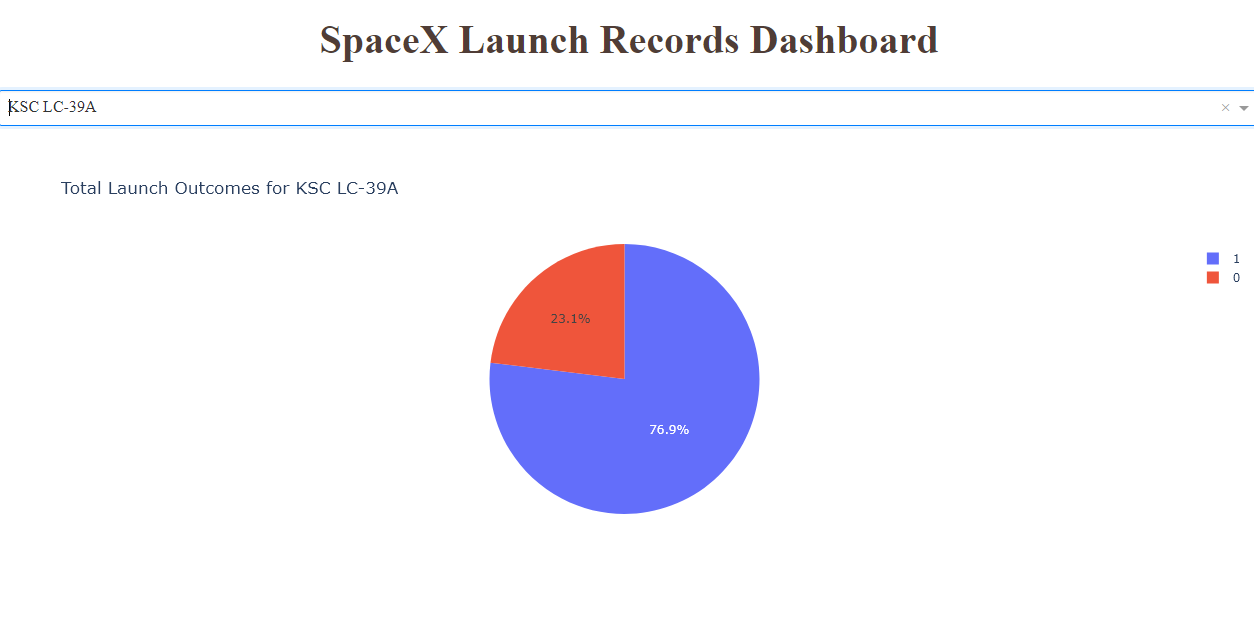 SpaceX Launch Records Dashboard
KSC LC-39A
×
Total Launch Outcomes for KSC LC-39A
1
0
23.1%
76.9%